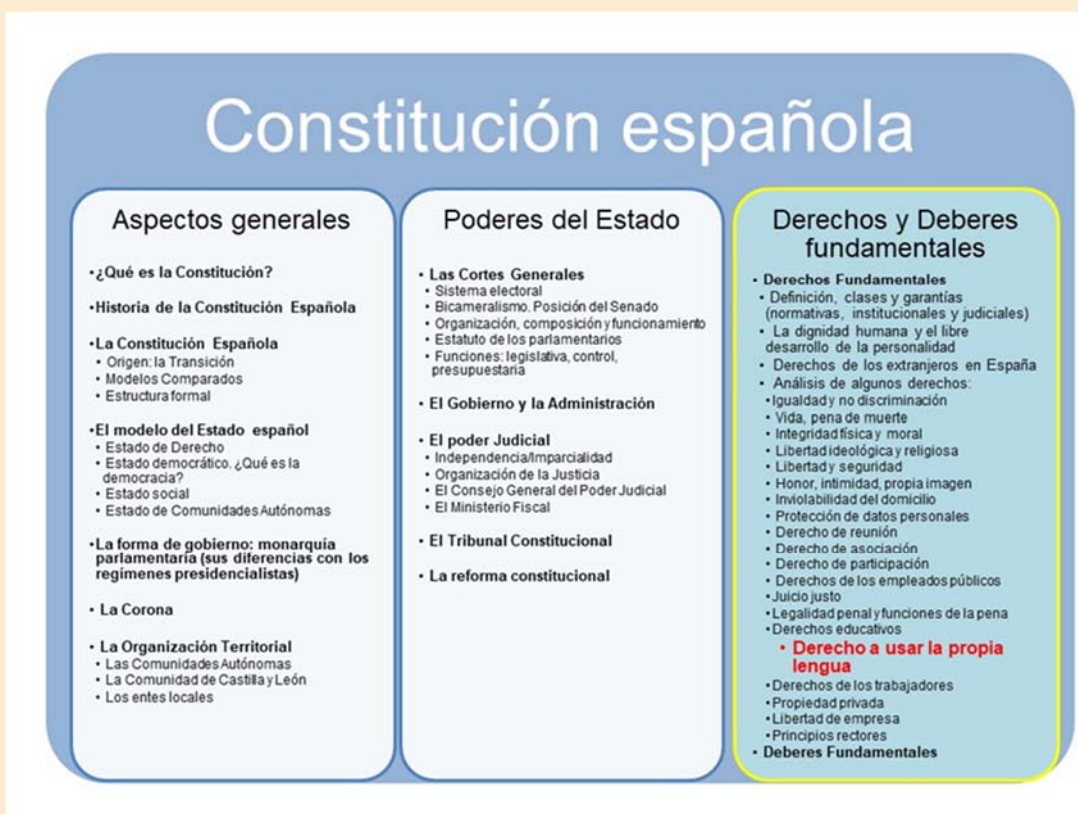 Constitución española
Aspectos generales
•¿Qué es la Constitución?
•Historia de la Constitución Española
•La Constitución Española
• Origen: la Transición
• Modelos Comparados
• Estructura formal
•El modelo del Estado español
• Estado de Derecho
• Estado democrático. ¿Qué es la
democracia?
• Estado social
• Estado de Comunidades Autónomas
•La forma de gobierno: monarquía
parlamentaria (sus diferencias con los
regímenes presidencialistas)
• La Corona
• La Organización Territorial
• Las Comunidades Autónomas
• La Comunidad de Castilla y León
• Los entes locales
Poderes del Estado
• Las Cortes Generales
• Sistema electoral
• Bicameralismo. Posición del Senado
• Organización, composición y funcionamiento
• Estatuto de los parlamentarios
• Funciones: legislativa, control,
presupuestaria
• El Gobierno y la Administración
• El poder Judicial
• Independencia/Imparcialidad
• Organización de la Justicia
• El Consejo General del Poder Judicial
• El Ministerio Fiscal
• El Tribunal Constitucional
• La reforma constitucional
Derechos y Deberes
fundamentales
• Derechos Fundamentales
• Definición, clases y garantías
(normativas, institucionales y judiciales)
• La dignidad humana y el libre
desarrollo de la personalidad
• Derechos de los extranjeros en España
• Análisis de algunos derechos:
•Igualdad y no discriminación
• Vida, pena de muerte
• Integridad física y moral
• Libertad ideológica y religiosa
• Libertad y seguridad
• Honor, intimidad, propia imagen
• Inviolabilidad del domicilio
• Protección de datos personales
• Derecho de reunión
• Derecho de asociación
• Derecho de participación
• Derechos de los empleados públicos
•Juicio justo
•Legalidad penal y funciones de la pena
•Derechos educativos
• Derecho a usar la propia
lengua
•Derechos de los trabajadores
•Propiedad privada
•Libertad de empresa
•Principios rectores
• Deberes Fundamentales